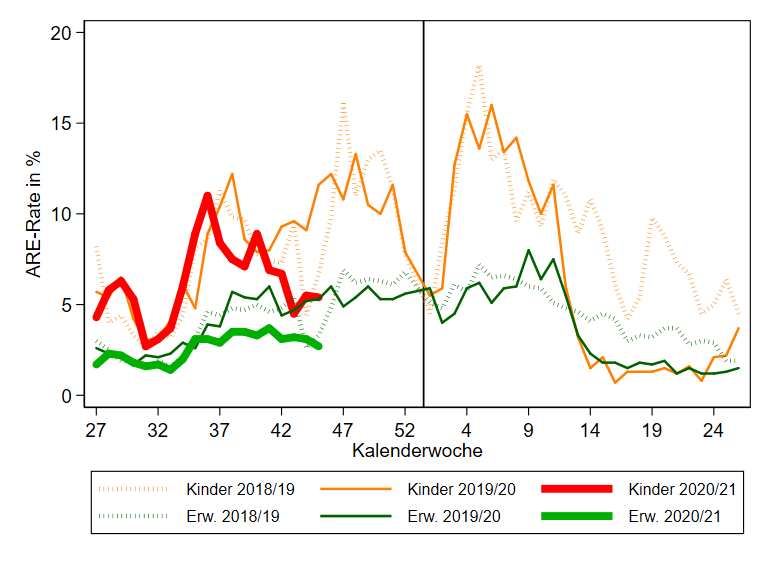 ARE-Rate in %
20
15
10
5
0
27 32 37 42 47 52 4 9 14 19 24
Kalenderwoche
Kinder 2018/19 Kinder 2019/20 Kinder 2020/21
Erw. 2018/19 Erw. 2019/20 Erw. 2020/21